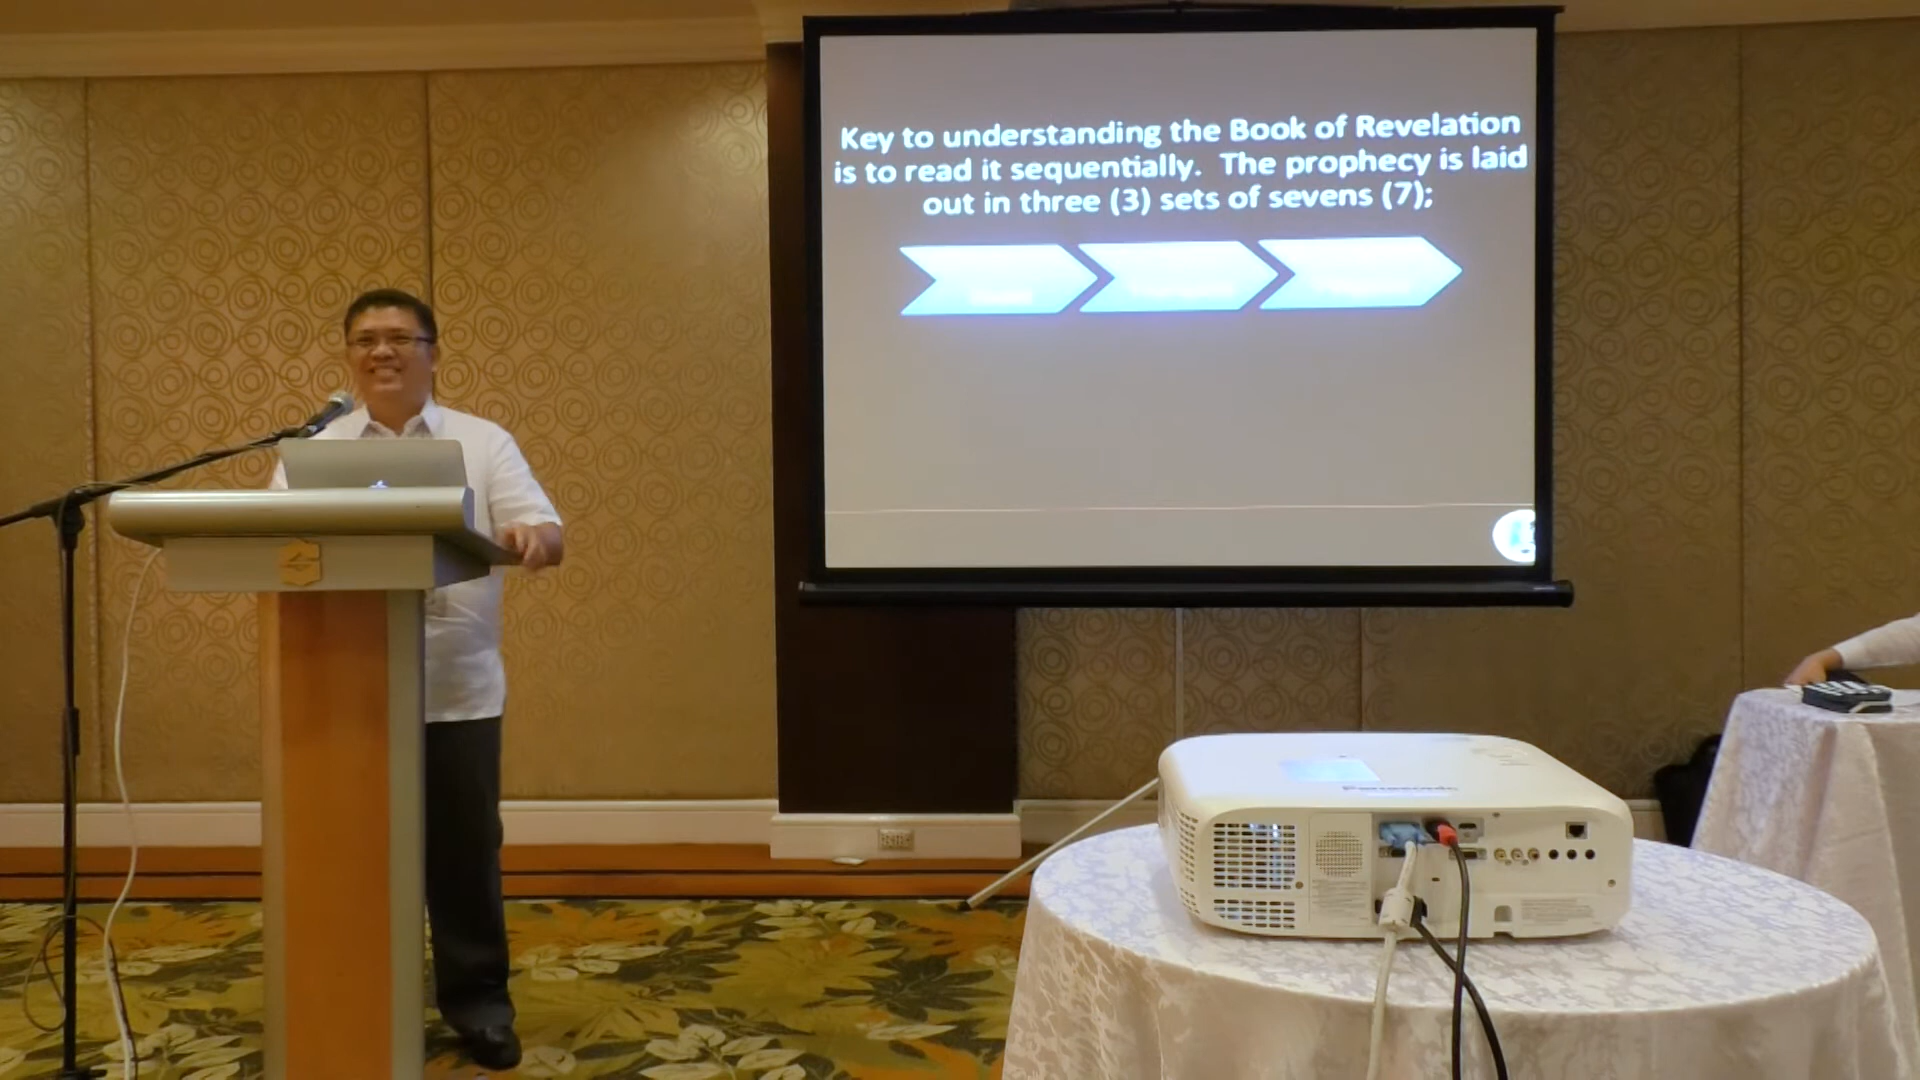 Key to understanding the Book of Revelation
is to read it sequentially. The prophecy is laid
out in three (3) sets of sevens (7);
Panasonic